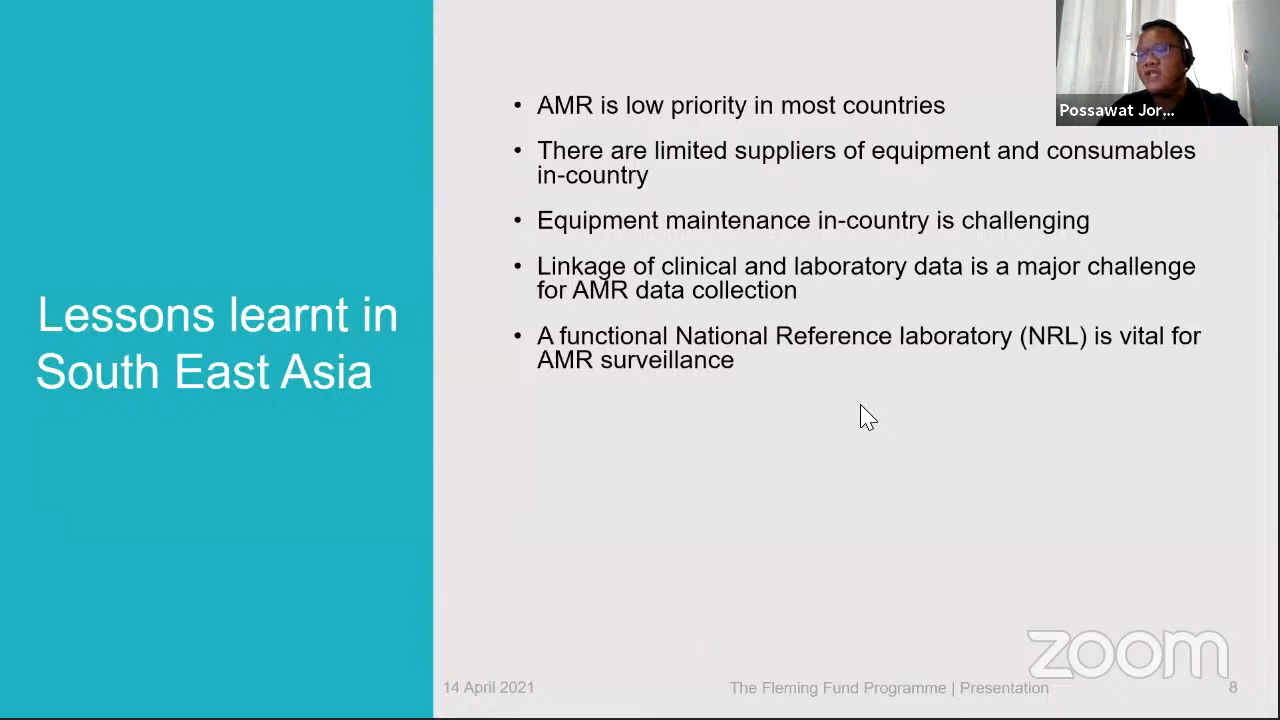 Possawat Jor...
Lessons learnt in
South East Asia
• AMR is low priority in most countries
• There are limited suppliers of equipment and consumables
in-country
• Equipment maintenance in-country is challenging
• Linkage of clinical and laboratory data is a major challenge
for AMR data collection
• A functional National Reference laboratory (NRL) is vital for
AMR surveillance
zoom
14 April 2021
The Fleming Fund Programme | Presentation
8